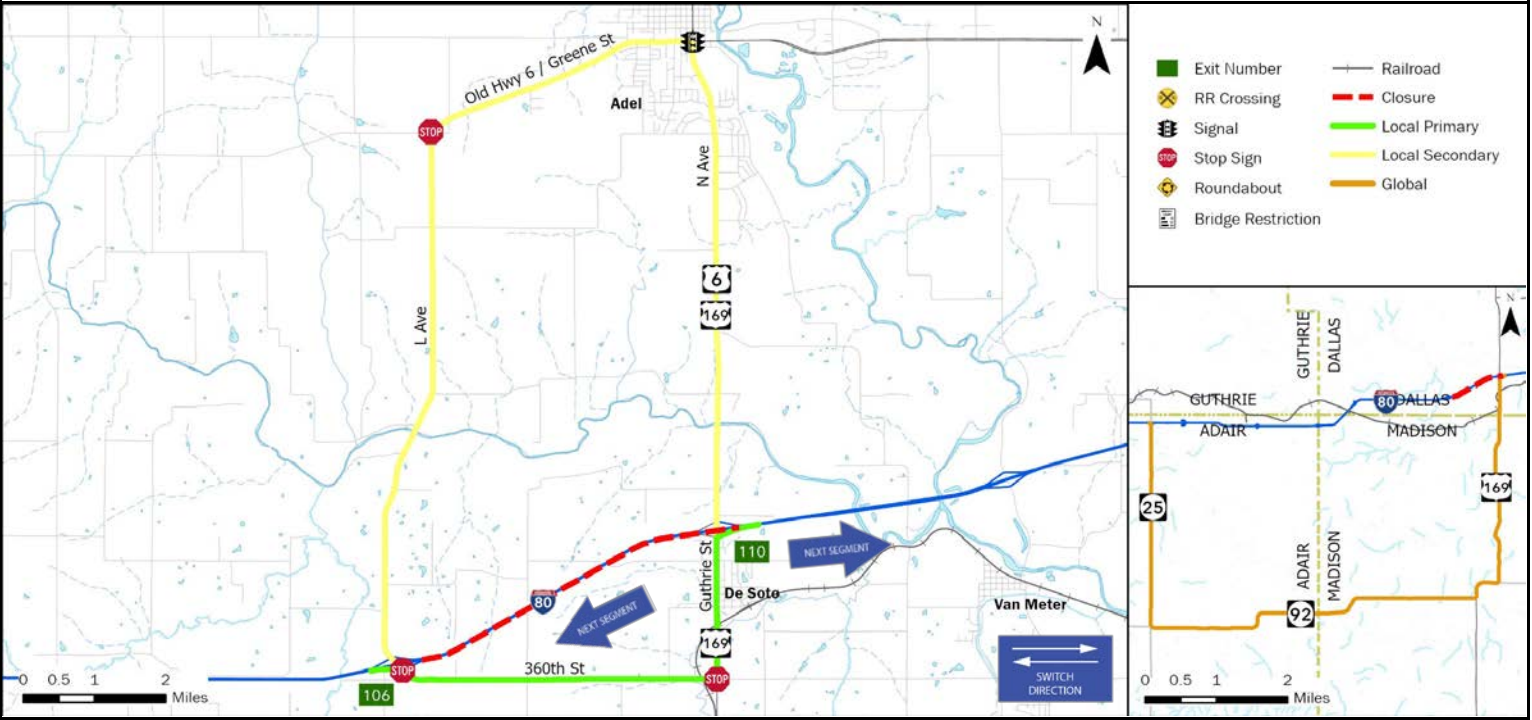 N
Old Hwy 6 / Greene St
Adel
STOP
N Ave
L Ave
6
169
110
NEXT SEGMENT
Guthrie St
De Soto
80
NEXT SEGMENT
Van Meter
169
360th St
STOP
STOP
106
0 0.5 1 2
Miles
SWITCH
DIRECTION
Exit Number
RR Crossing
Signal
STOP Stop Sign
Roundabout
Bridge Restriction
Railroad
Closure
Local Primary
Local Secondary
Global
N
GUTHRIE
DALLAS
GUTHRIE
80 DALLAS
ADAIR
MADISON
25
169
ADAIR
MADISON
92
0 0.5 1 2
Miles